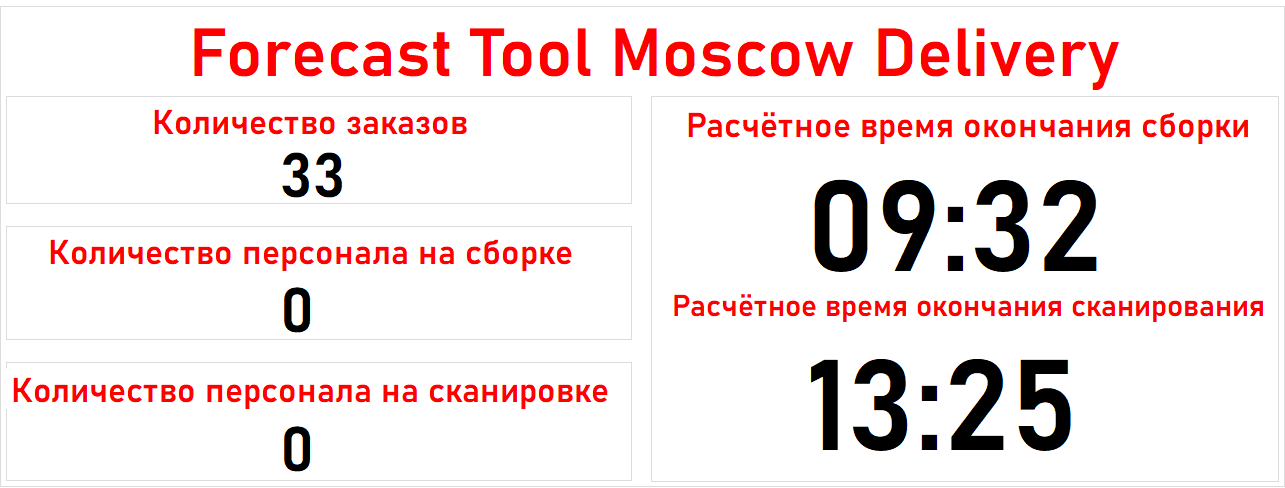 Forecast Tool Moscow Delivery
Количество заказов
33
Количество персонала на сборке
0
Количество персонала на сканировке
0
Расчётное время окончания сборки
09:32
Расчётное время окончания сканирования
13:25